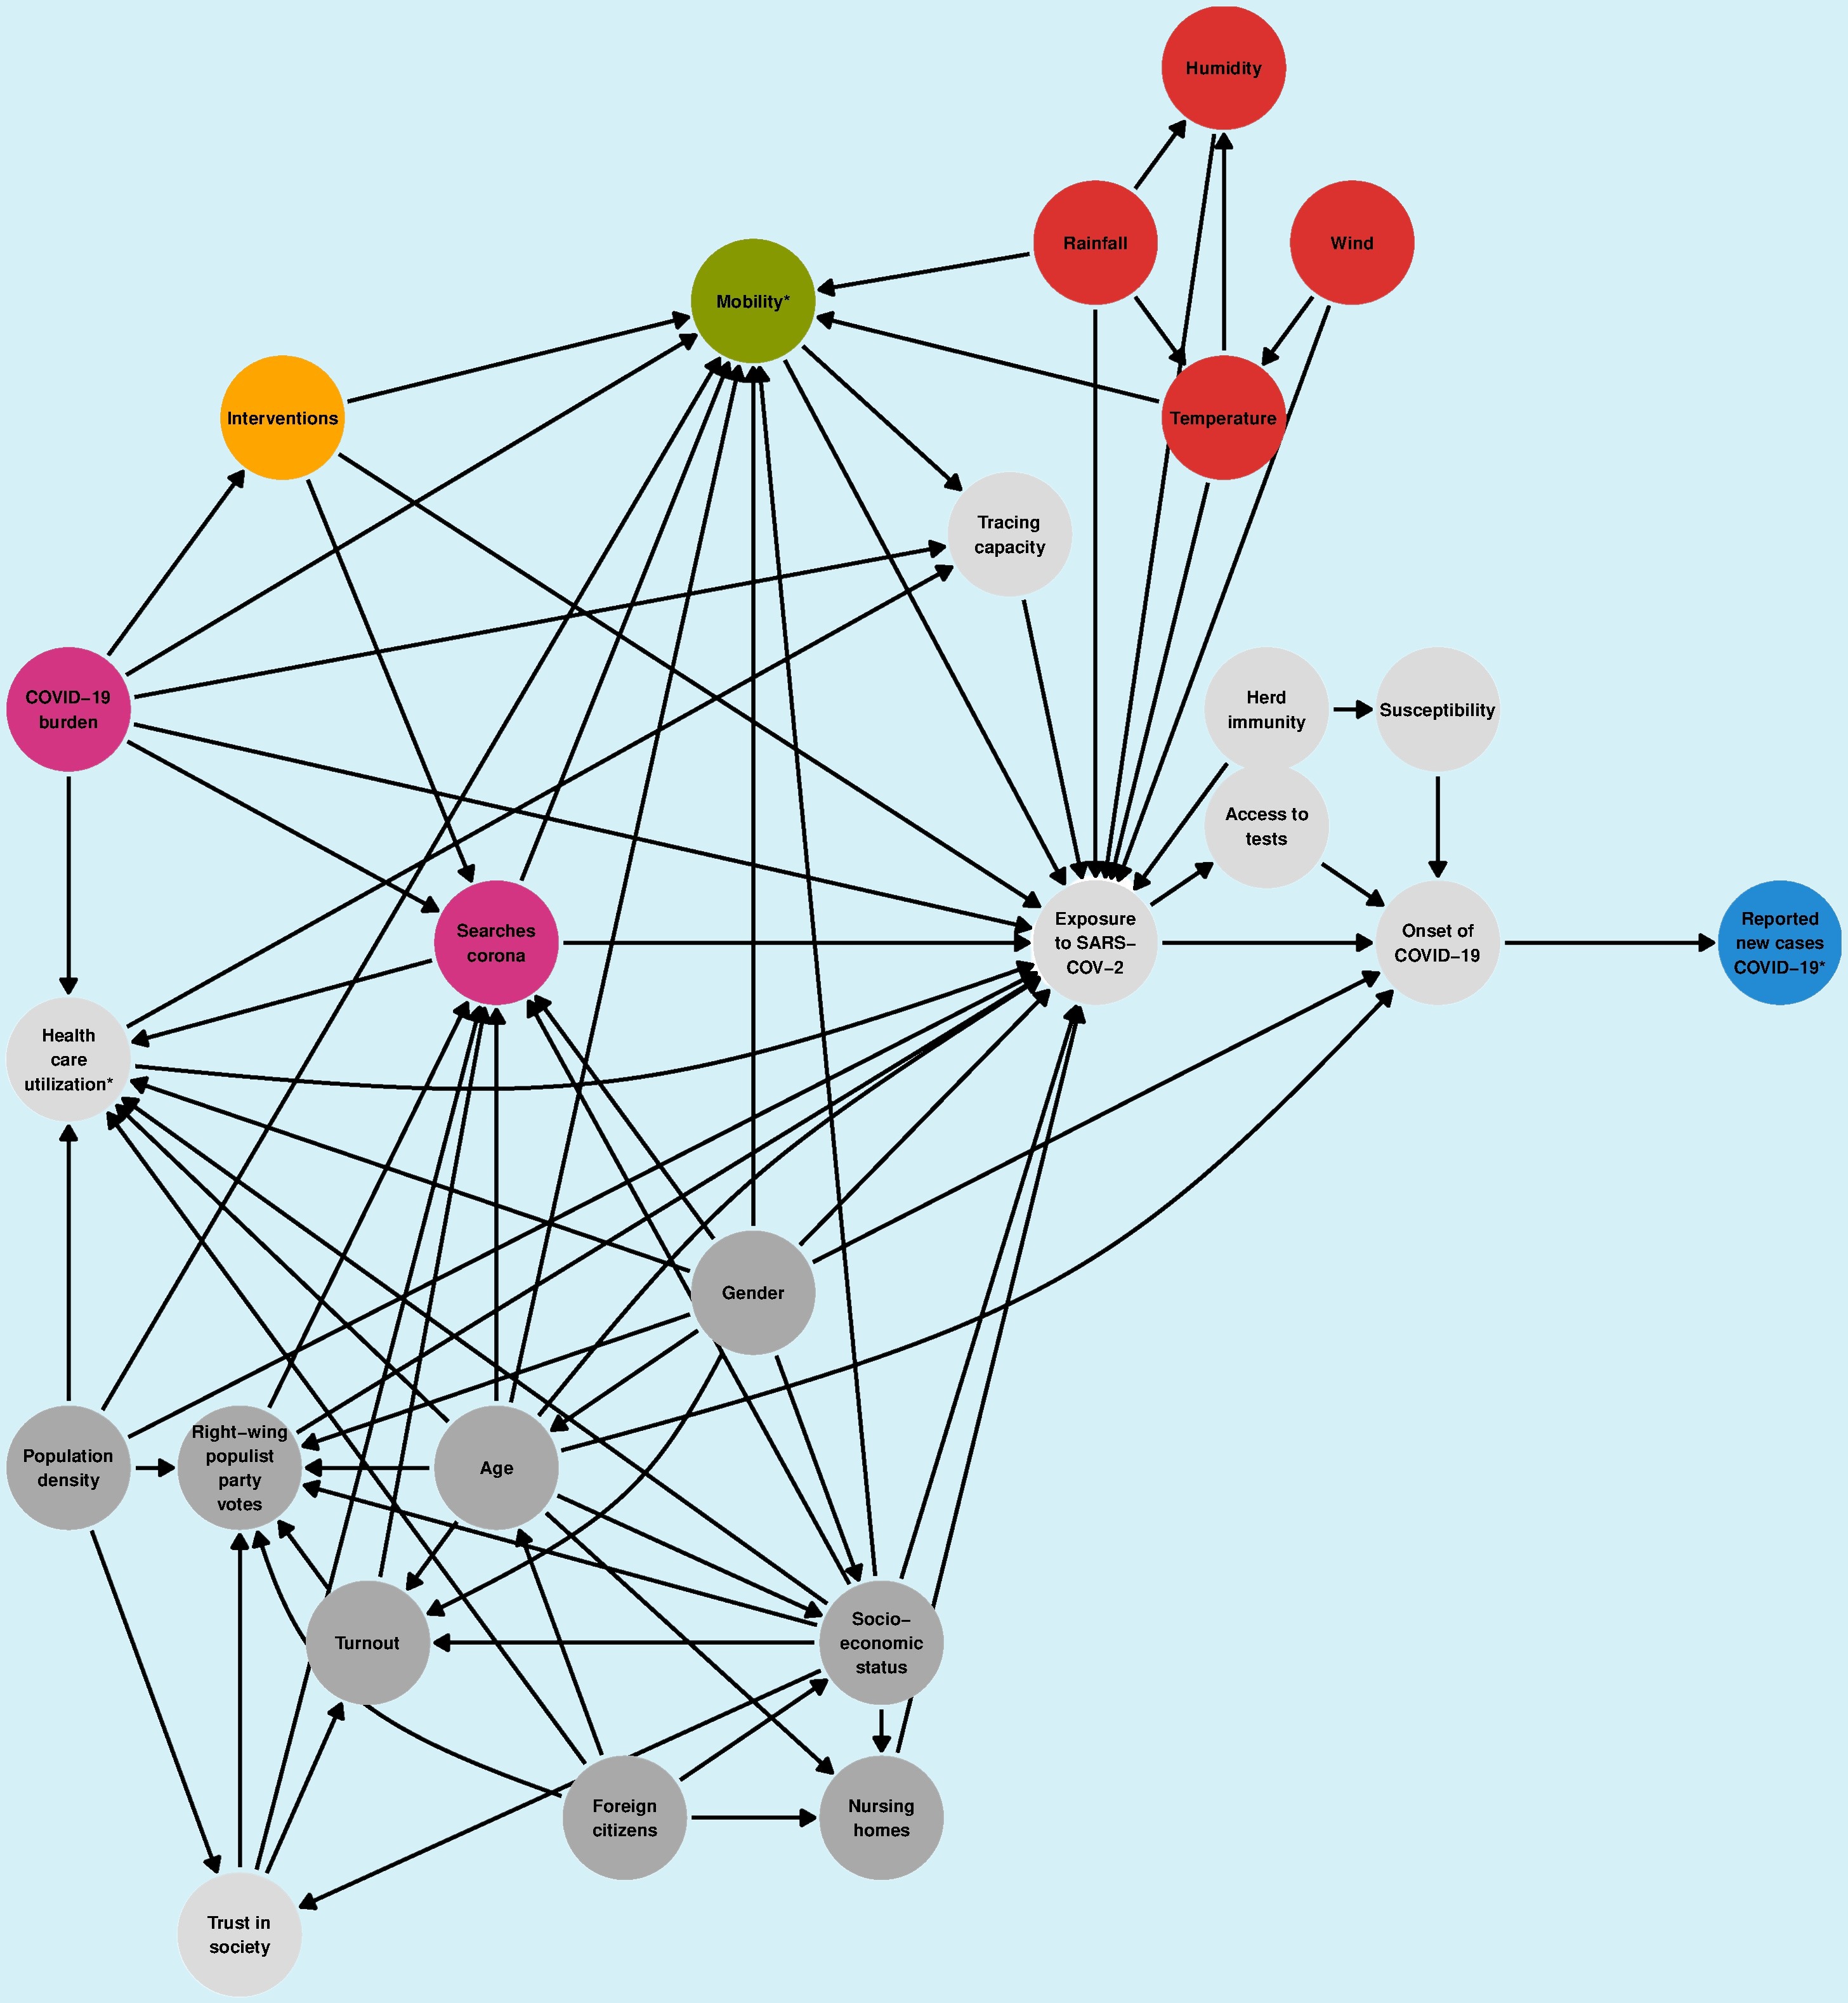 Humidity
Rainfall
Wind
Mobility*
Interventions
Temperature
Tracing
capacity
COVID−19
burden
Herd
immunity
Susceptibility
Access to
tests
Searches
corona
Exposure
to SARS−
COV−2
Onset of
COVID−19
Reported
new cases
COVID−19*
Health
care
utilization*
Gender
Population
density
Right−wing
populist
party
votes
Age
Turnout
Socio−
economic
status
Foreign
citizens
Nursing
homes
Trust in
society